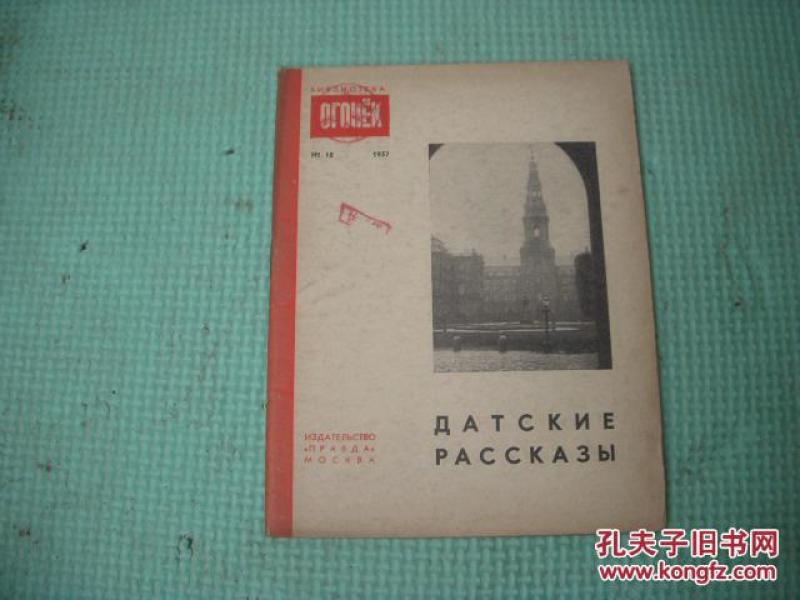 БИБЛИОТЕКА
ОГОНЁК
№ 18 1957
ДАТСКИЕ
РАССКАЗЫ
ИЗДАТЕЛЬСТВО
«ПРАВДА»
МОСКВА
孔夫子旧书网
www.kongfz.com